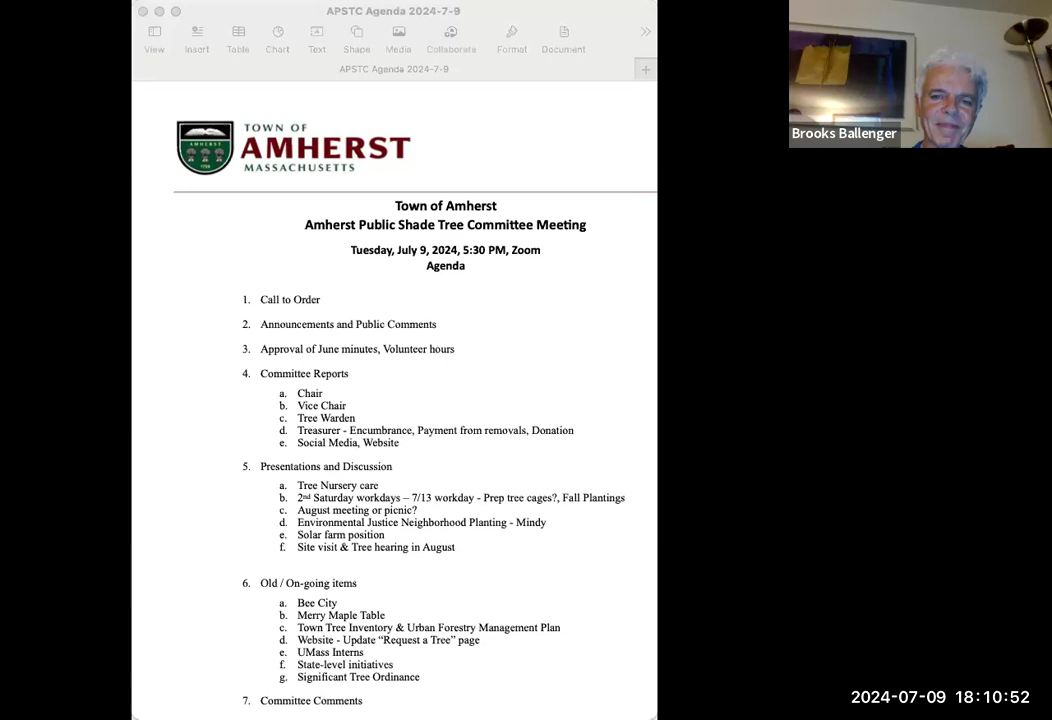 APSTC Agenda 2024-7-9
View Insert Table Chart Text Shape Media Collaborate Format Document
APSTC Agenda 2024-7-9
TOWN OF
AMHERST
MASSACHUSETTS
AMHERST
Town of Amherst
Amherst Public Shade Tree Committee Meeting
Tuesday, July 9, 2024, 5:30 PM, Zoom
Agenda
1. Call to Order
2. Announcements and Public Comments
3. Approval of June minutes, Volunteer hours
4. Committee Reports
a. Chair
b. Vice Chair
c. Tree Warden
d. Treasurer - Encumbrance, Payment from removals, Donation
e. Social Media, Website
5. Presentations and Discussion
a. Tree Nursery care
b. 2nd Saturday workdays – 7/13 workday - Prep tree cages?, Fall Plantings
c. August meeting or picnic?
d. Environmental Justice Neighborhood Planting - Mindy
e. Solar farm position
f. Site visit & Tree hearing in August
6. Old / On-going items
a. Bee City
b. Merry Maple Table
c. Town Tree Inventory & Urban Forestry Management Plan
d. Website - Update “Request a Tree” page
e. UMass Interns
f. State-level initiatives
g. Significant Tree Ordinance
7. Committee Comments
Brooks Ballenger
2024-07-09 18:10:52